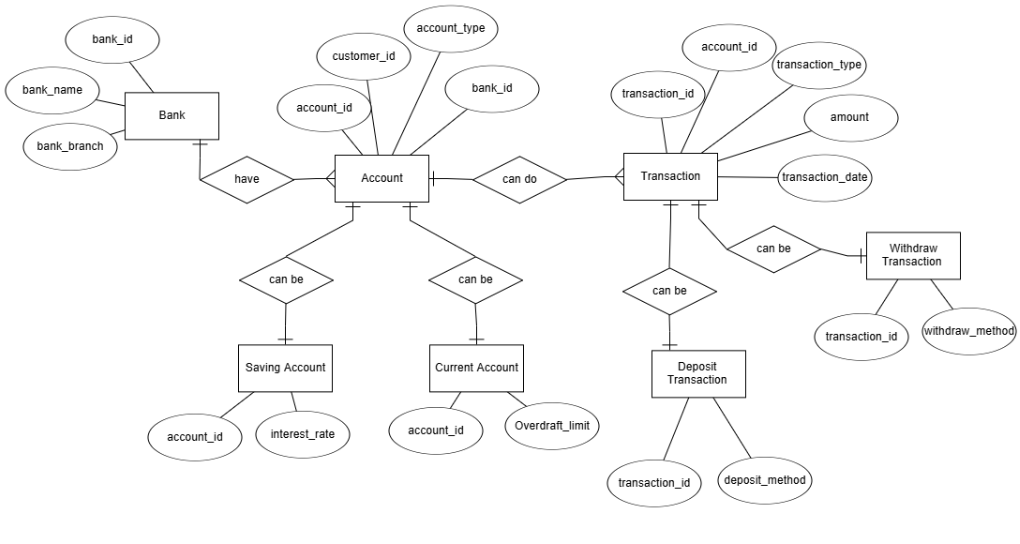 account_type
bank_id
customer_id
account_id
transaction_type
bank_name
bank_id
transaction_id
account_id
amount
Bank
bank_branch
have
Account
can do
Transaction
transaction_date
can be
Withdraw
Transaction
can be
can be
can be
transaction_id
withdraw_method
Saving Account
Current Account
Deposit
Transaction
account_id
interest_rate
account_id
Overdraft_limit
transaction_id
deposit_method